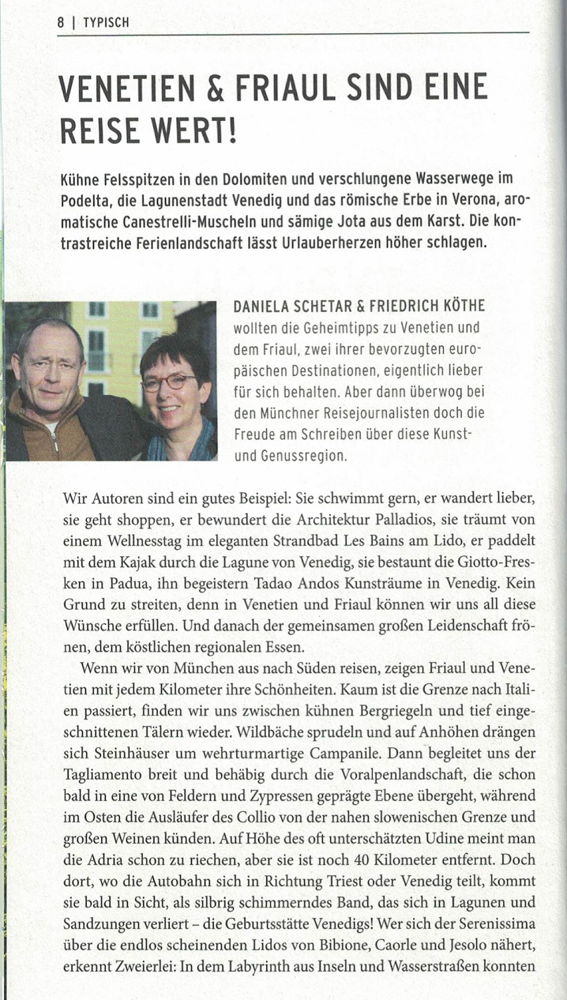 8 | TYPISCH
VENETIEN & FRIAUL SIND EINE
REISE WERT!
Kühne Felsspitzen in den Dolomiten und verschlungene Wasserwege im
Podelta, die Lagunenstadt Venedig und das römische Erbe in Verona, aro-
matische Canestrelli-Muscheln und sämige Jota aus dem Karst. Die kon-
trastreiche Ferienlandschaft lässt Urlauberherzen höher schlagen.
DANIELA SCHETAR & FRIEDRICH KÖTHE
wollten die Geheimtipps zu Venetien und
dem Friaul, zwei ihrer bevorzugten euro-
päischen Destinationen, eigentlich lieber
für sich behalten. Aber dann überwog bei
den Münchner Reisejournalisten doch die
Freude am Schreiben über diese Kunst-
und Genussregion.
Wir Autoren sind ein gutes Beispiel: Sie schwimmt gern, er wandert lieber,
sie geht shoppen, er bewundert die Architektur Palladios, sie träumt von
einem Wellnesstag im eleganten Strandbad Les Bains am Lido, er paddelt
mit dem Kajak durch die Lagune von Venedig, sie bestaunt die Giotto-Fres-
ken in Padua, ihn begeistern Tadao Andos Kunsträume in Venedig. Kein
Grund zu streiten, denn in Venetien und Friaul können wir uns all diese
Wünsche erfüllen. Und danach der gemeinsamen großen Leidenschaft frö-
nen, dem köstlichen regionalen Essen.
Wenn wir von München aus nach Süden reisen, zeigen Friaul und Vene-
tien mit jedem Kilometer ihre Schönheiten. Kaum ist die Grenze nach Itali-
en passiert, finden wir uns zwischen kühnen Bergriegeln und tief einge-
schnittenen Tälern wieder. Wildbäche sprudeln und auf Anhöhen drängen
sich Steinhäuser um wehrturmartige Campanile. Dann begleitet uns der
Tagliamento breit und behäbig durch die Voralpenlandschaft, die schon
bald in eine von Feldern und Zypressen geprägte Ebene übergeht, während
im Osten die Ausläufer des Collio von der nahen slowenischen Grenze und
großen Weinen künden. Auf Höhe des oft unterschätzten Udine meint man
die Adria schon zu riechen, aber sie ist noch 40 Kilometer entfernt. Doch
dort, wo die Autobahn sich in Richtung Triest oder Venedig teilt, kommt
sie bald in Sicht, als silbrig schimmerndes Band, das sich in Lagunen und
Sandzungen verliert – die Geburtsstätte Venedigs! Wer sich der Serenissima
über die endlos scheinenden Lidos von Bibione, Caorle und Jesolo nähert,
erkennt Zweierlei: In dem Labyrinth aus Inseln und Wasserstraßen konnten